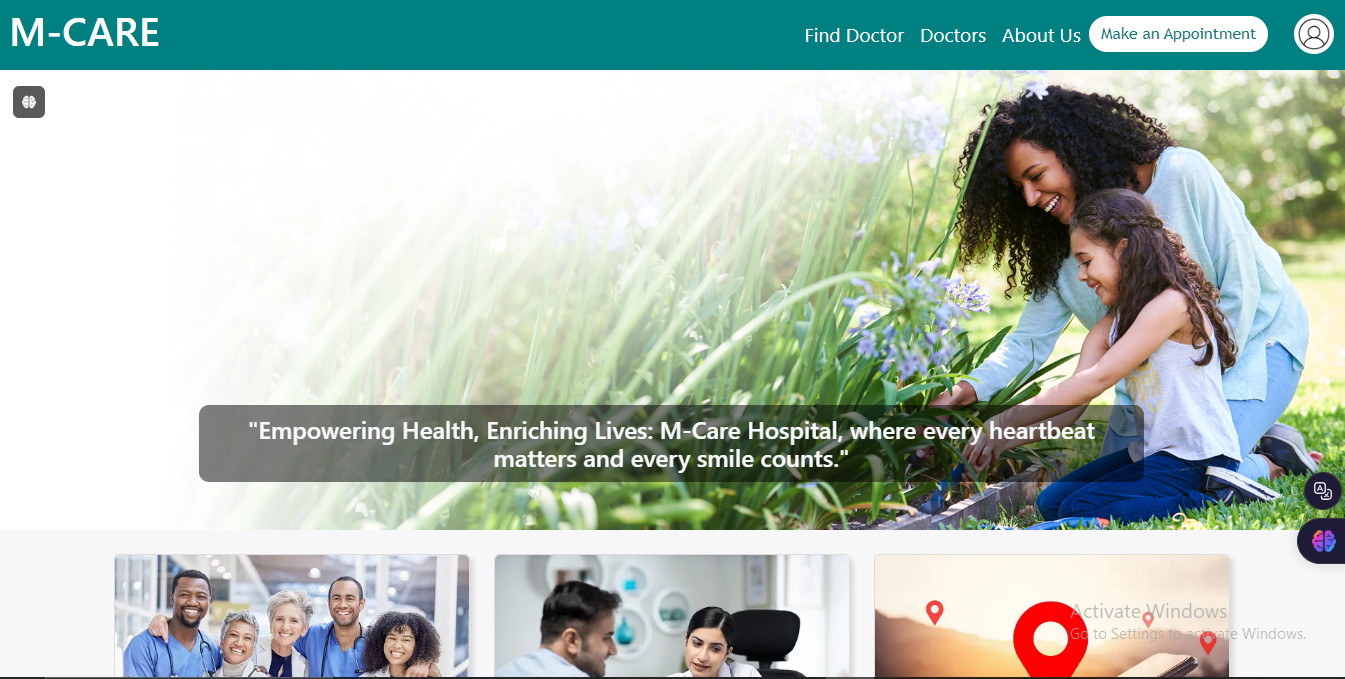 M-CARE
Find Doctor
Doctors
About Us
Make an Appointment
"Empowering Health, Enriching Lives: M-Care Hospital, where every heartbeat
matters and every smile counts."
Activate Windows
Go to Settings to activate Windows.